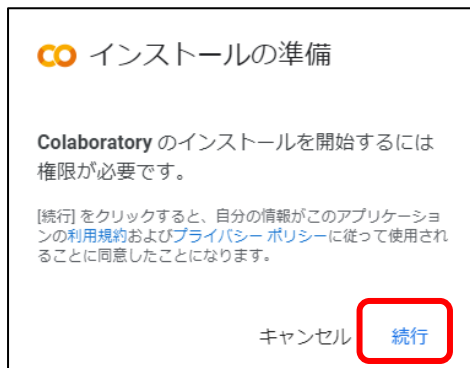 インストールの準備
Colaboratory のインストールを開始するには
権限が必要です。
[続行] をクリックすると、自分の情報がこのアプリケーショ
ンの利用規約およびプライバシー ポリシーに従って使用され
ることに同意したことになります。
キャンセル 続行